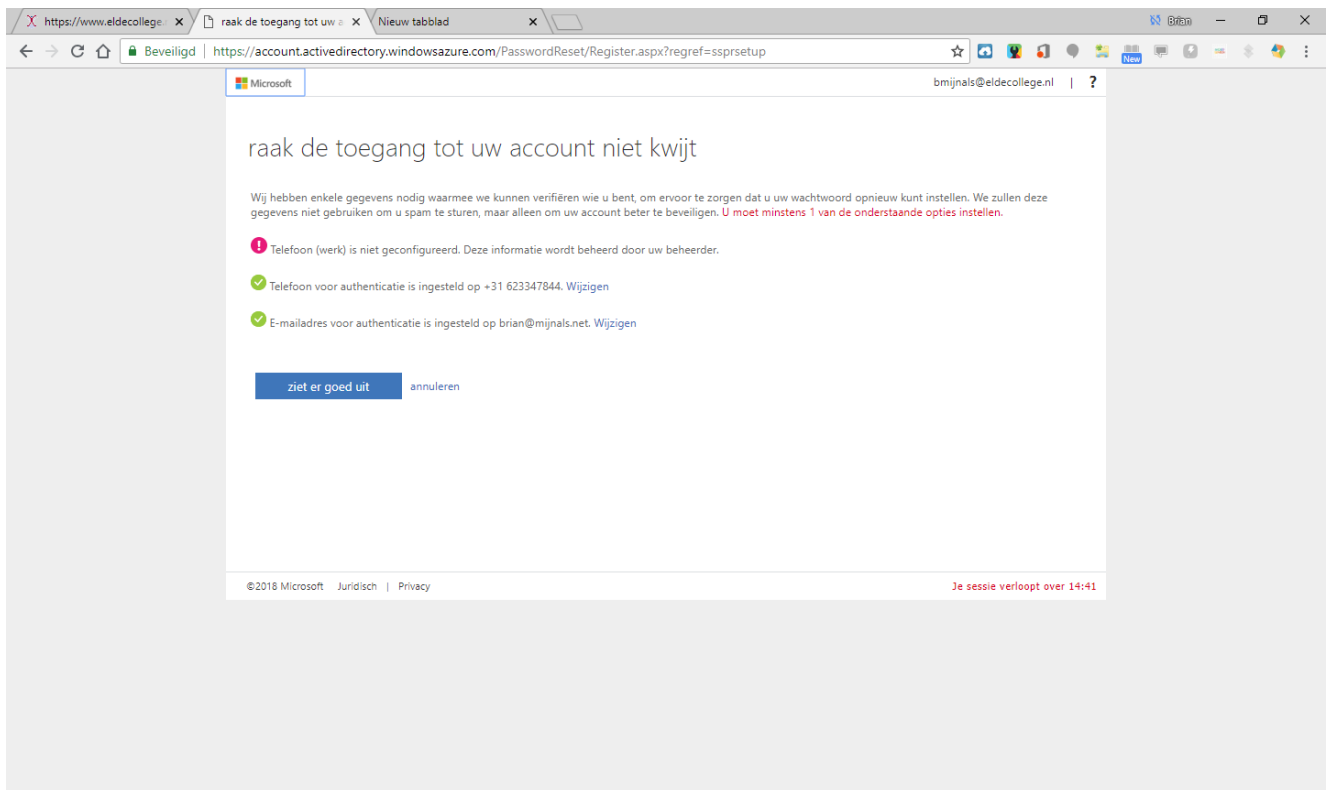 https://www.eldecollege.
raak de toegang tot uw a
Nieuw tabblad
Brian
Beveiligd | https://account.activedirectory.windowsazure.com/PasswordReset/Register.aspx?regref=ssprsetup
New
Microsoft
bmijnals@eldecollege.nl | ?
raak de toegang tot uw account niet kwijt
Wij hebben enkele gegevens nodig waarmee we kunnen verifiëren wie u bent, om ervoor te zorgen dat u uw wachtwoord opnieuw kunt instellen. We zullen deze
gegevens niet gebruiken om u spam te sturen, maar alleen om uw account beter te beveiligen. U moet minstens 1 van de onderstaande opties instellen.
Telefoon (werk) is niet geconfigureerd. Deze informatie wordt beheerd door uw beheerder.
Telefoon voor authenticatie is ingesteld op +31 623347844. Wijzigen
E-mailadres voor authenticatie is ingesteld op brian@mijnals.net. Wijzigen
ziet er goed uit
annuleren
©2018 Microsoft Juridisch | Privacy
Je sessie verloopt over 14:41